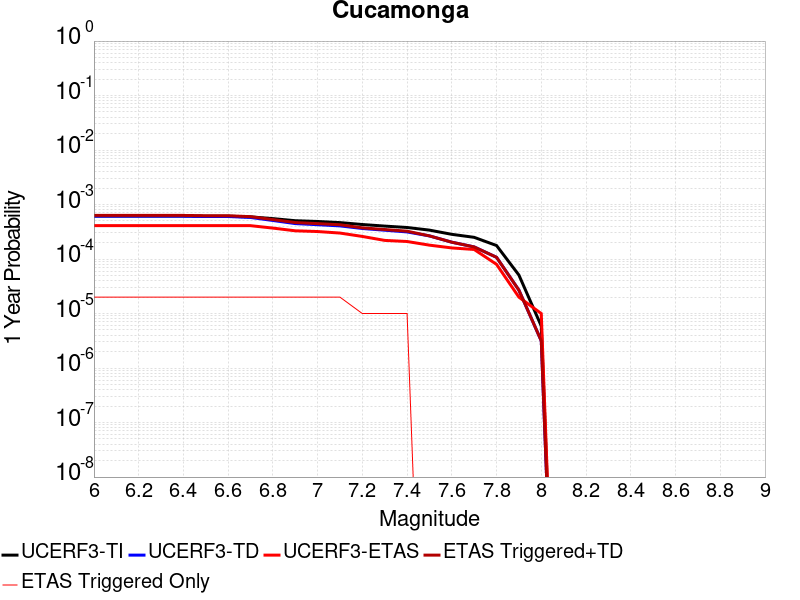 Cucamonga
1 Year Probability
10^0
10^-1
10^-2
10^-3
10^-4
10^-5
10^-6
10^-7
10^-8
6 6.2 6.4 6.6 6.8 7 7.2 7.4 7.6 7.8 8 8.2 8.4 8.6 8.8 9
Magnitude
UCERF3-TI UCERF3-TD UCERF3-ETAS ETAS Triggered+TD
ETAS Triggered Only